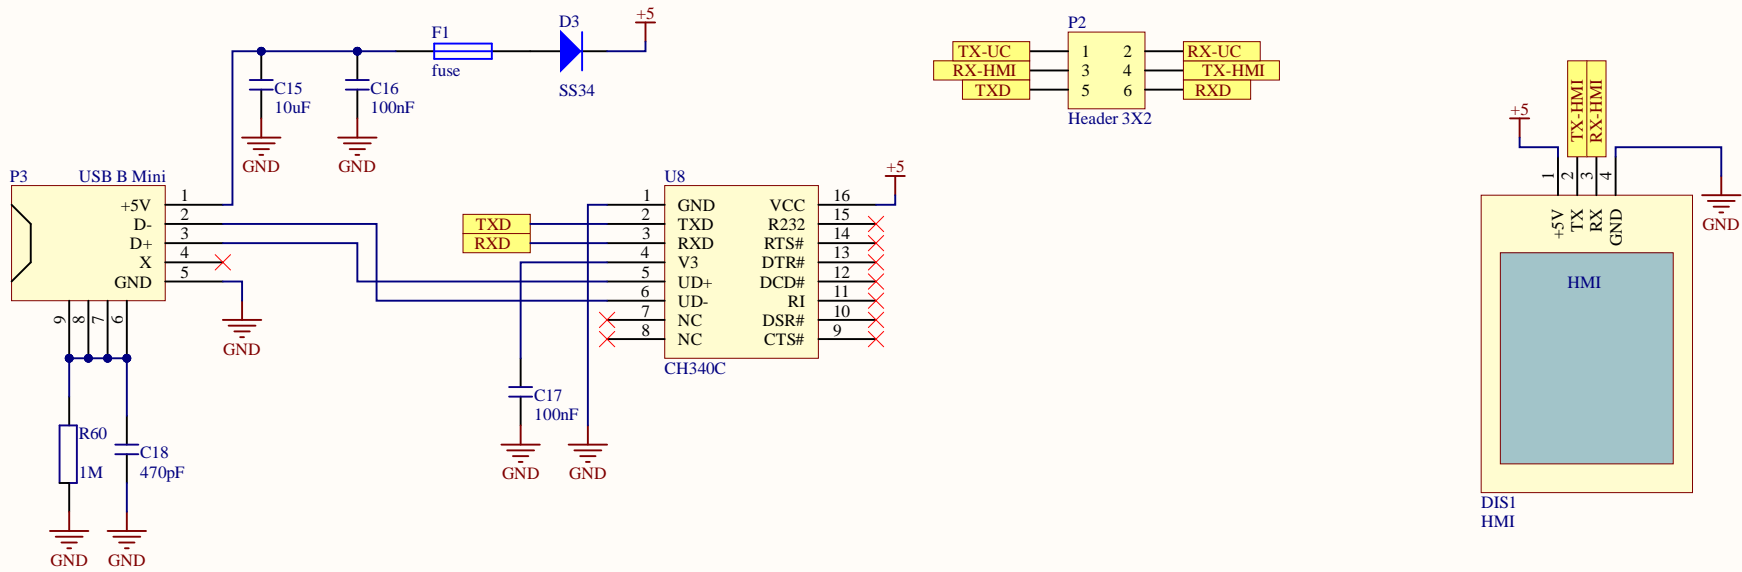 F1
fuse
D3
SS34
+5
C15
10uF
C16
100nF
GND
GND
P3
USB B Mini
+5V 1
D- 2
D+ 3
X 4
GND 5
9 8 7 6
GND
R60
1M
C18
470pF
GND
GND
TXD
RXD
C17
100nF
GND
GND
U8
+5
1 GND VCC 16
2 TXD R232 15
3 RXD RTS# 14
4 V3 DTR# 13
5 UD+ DCD# 12
6 UD- RI 11
7 NC DSR# 10
8 NC CTS# 9
CH340C
P2
TX-UC 1 2 RX-UC
RX-HMI 3 4 TX-HMI
TXD 5 6 RXD
Header 3X2
+5
TX-HMI
RX-HMI
1 2 3 4
GND
+5V
TX
RX
GND
HMI
DIS1
HMI